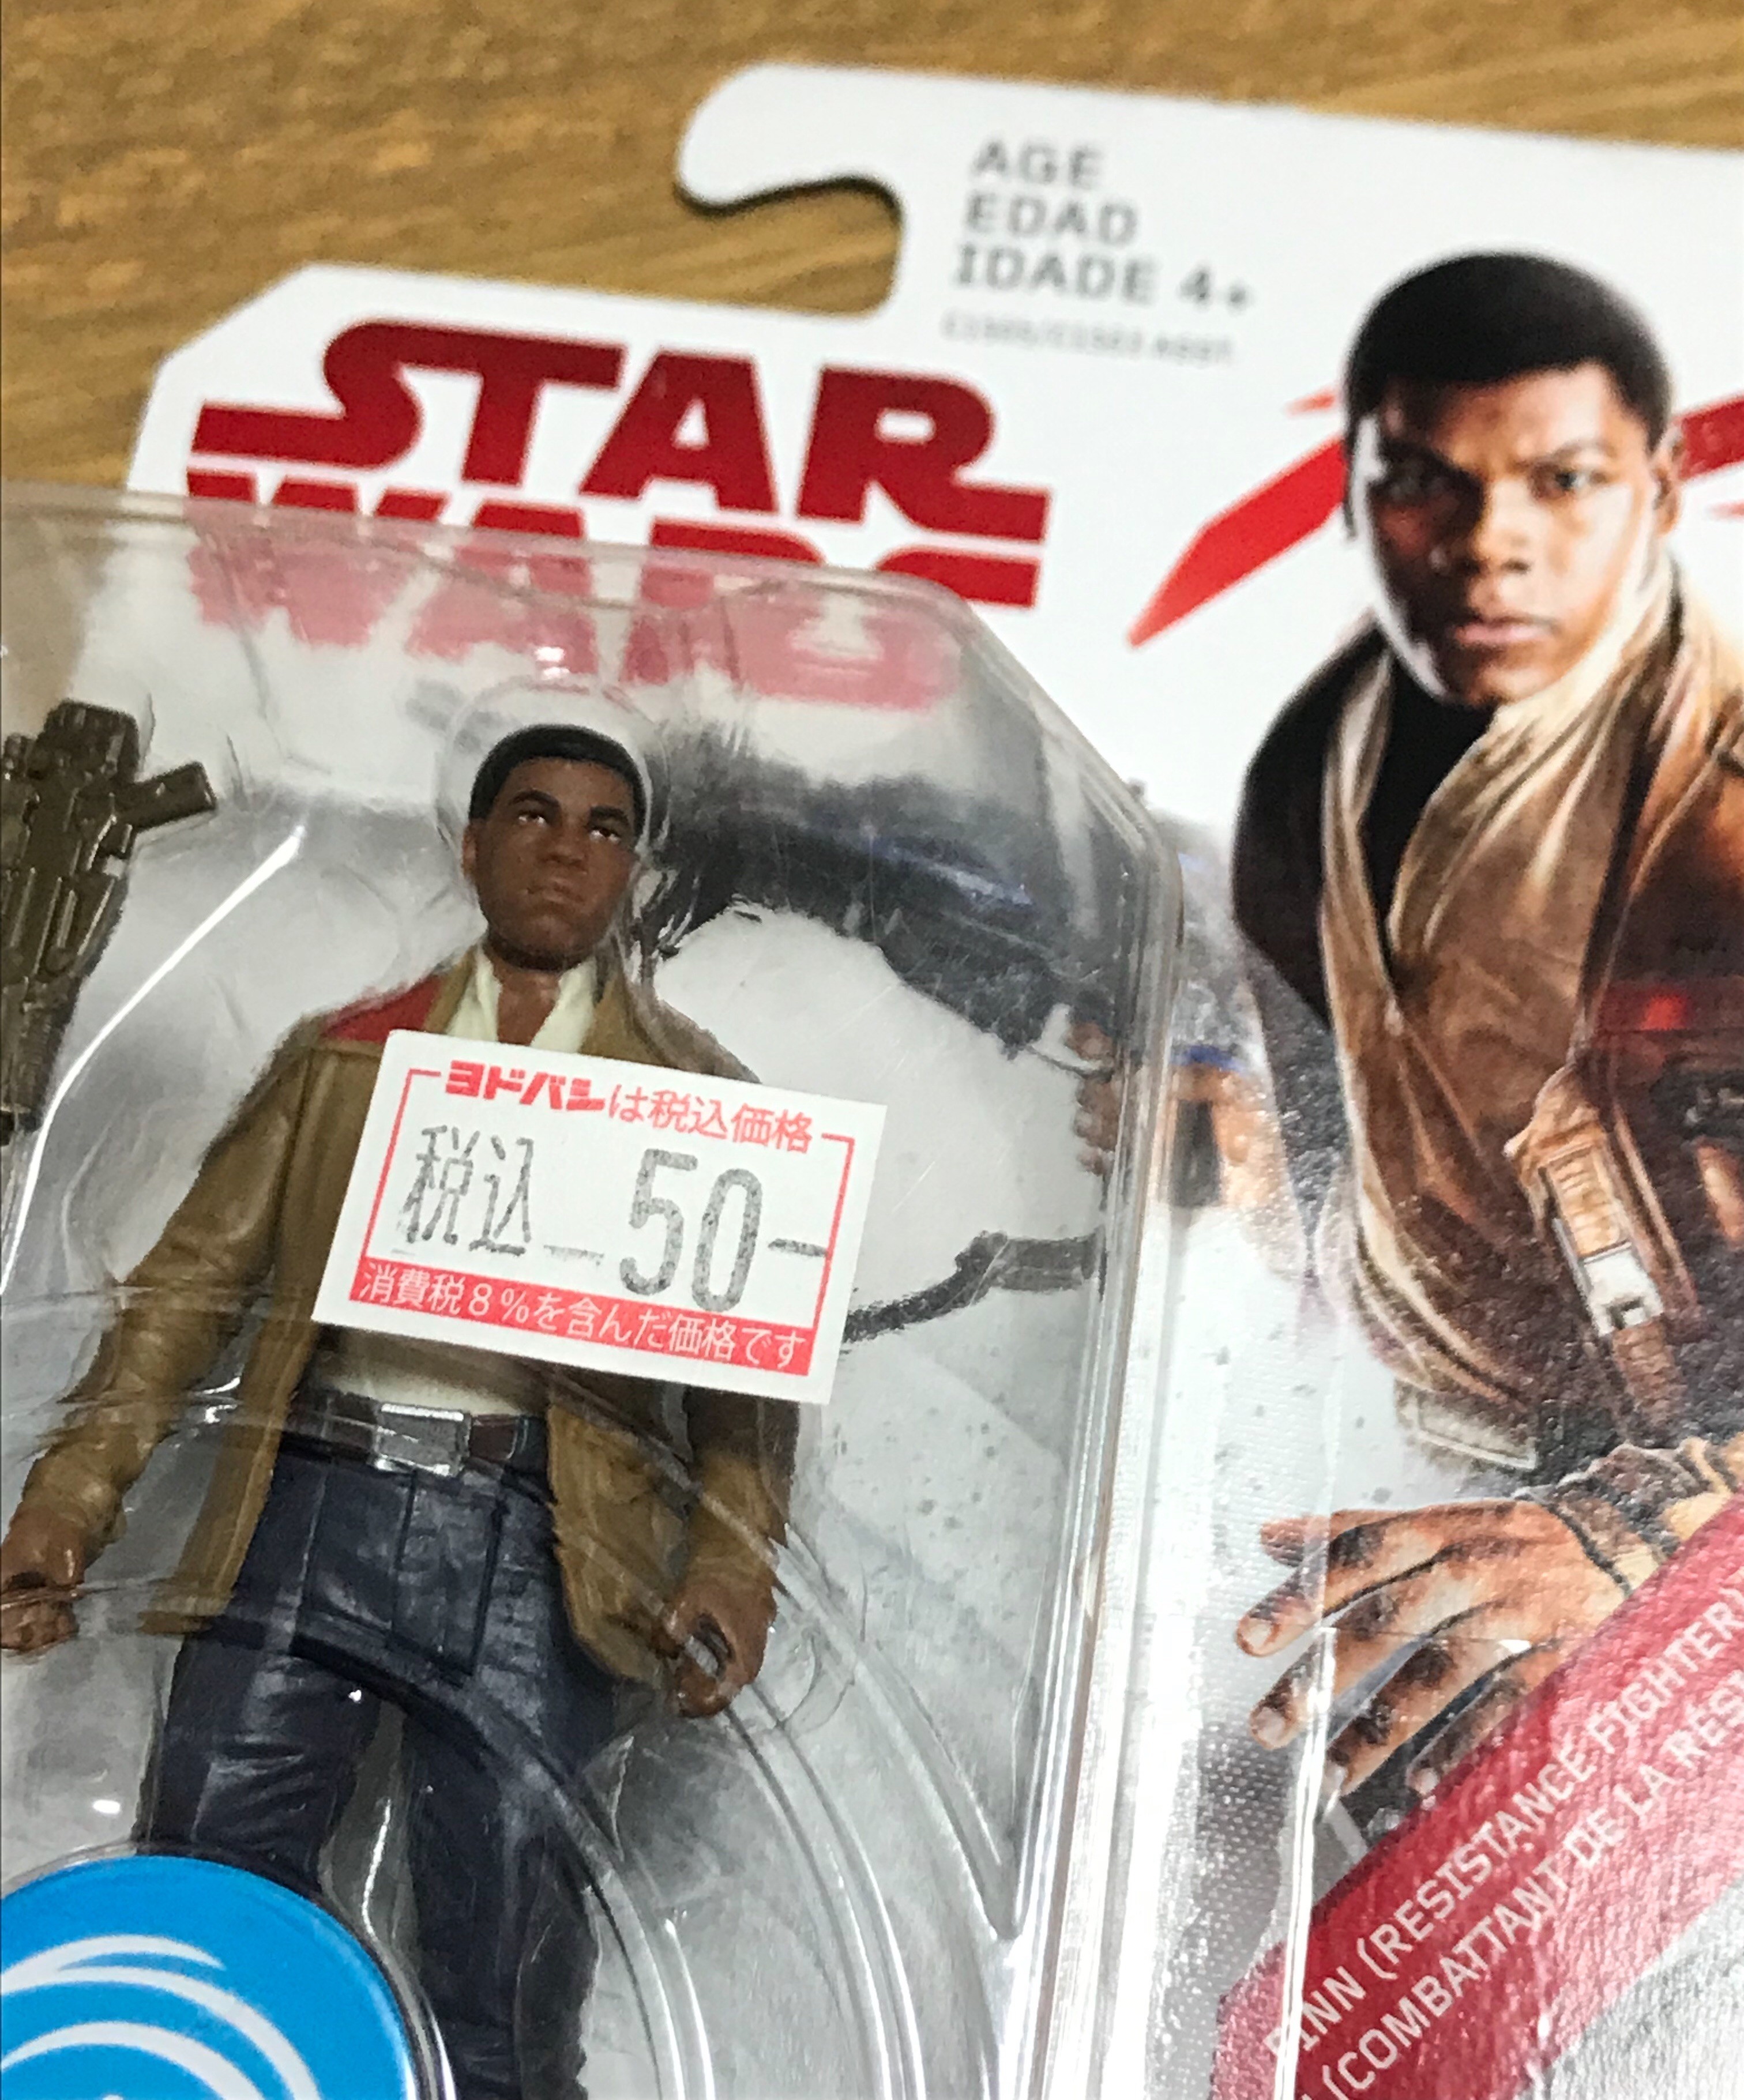 AGE
EDAD
IDADE 4+
STAR
WARS
ヨドバシは税込価格
税込 50-
消費税8%を含んだ価格です
FINN (RESISTANCE FIGHTER)
(COMBATTANT DE LA